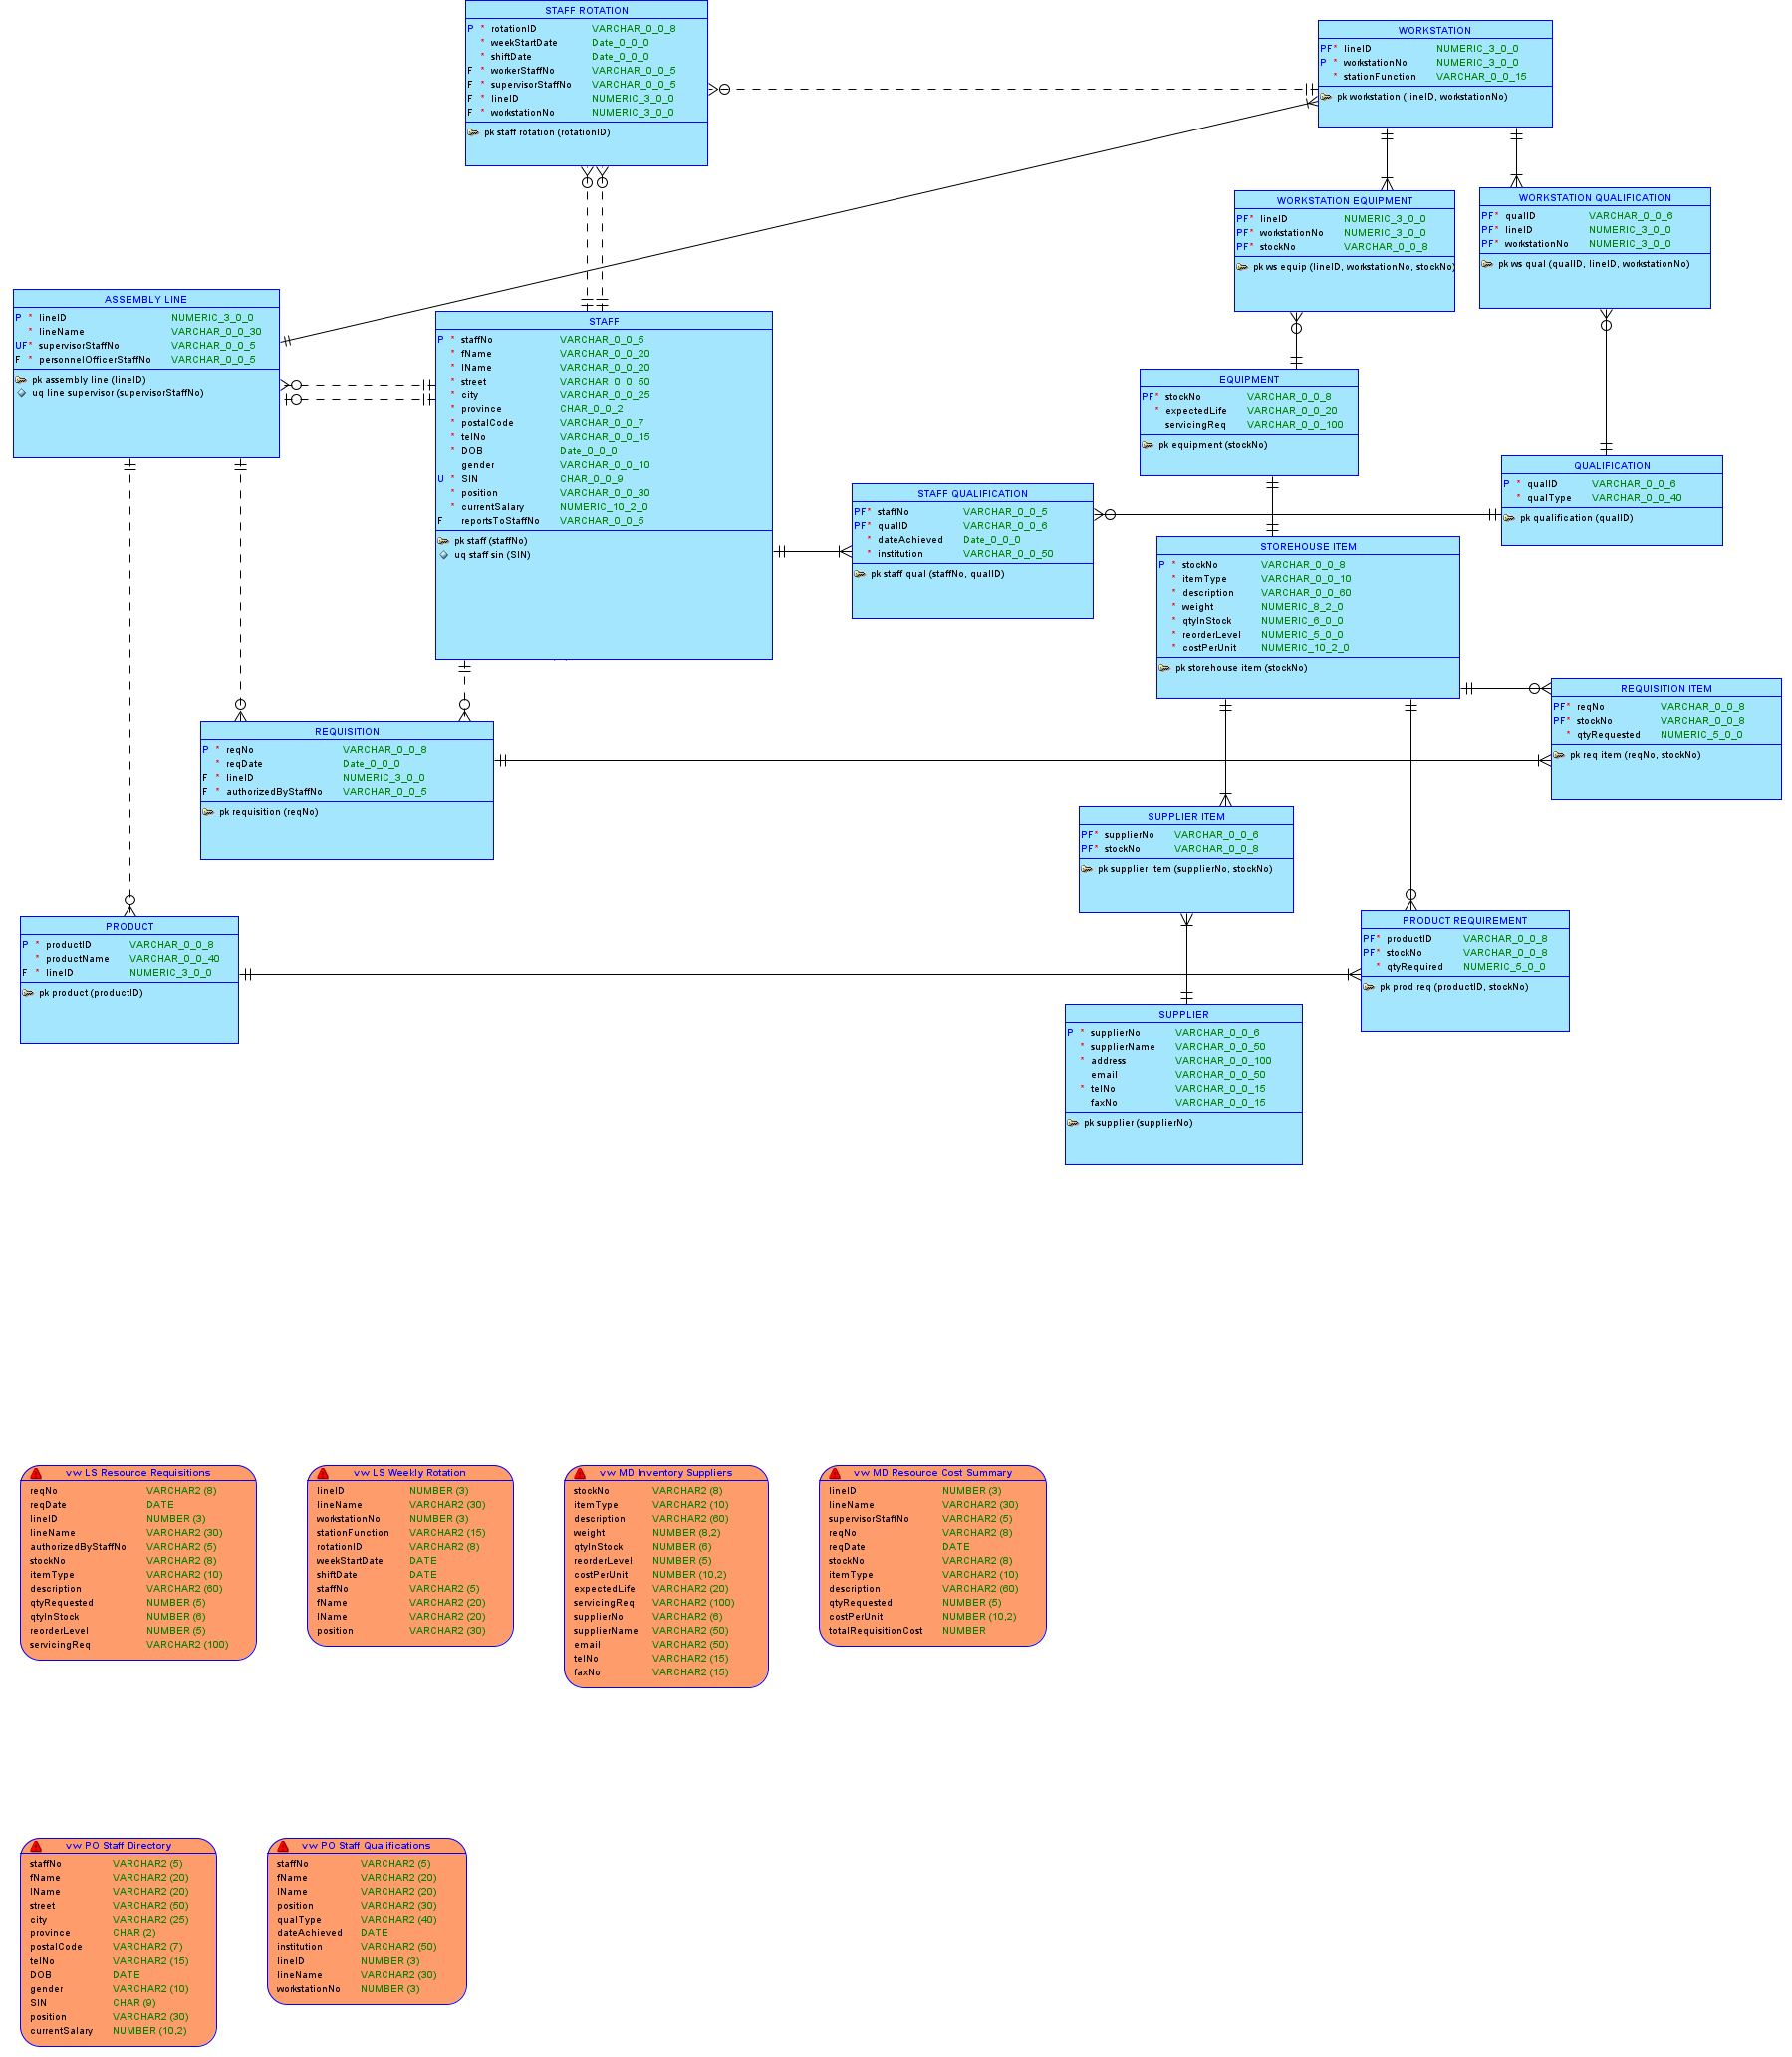 STAFF ROTATION
P * rotationID VARCHAR_0_0_8
* weekStartDate Date_0_0_0
* shiftDate Date_0_0_0
F * workerStaffNo VARCHAR_0_0_5
F * supervisorStaffNo VARCHAR_0_0_5
F * lineID NUMERIC_3_0_0
F * workstationNo NUMERIC_3_0_0
pk staff rotation (rotationID)
WORKSTATION
PF* lineID NUMERIC_3_0_0
P * workstationNo NUMERIC_3_0_0
* stationFunction VARCHAR_0_0_15
pk workstation (lineID, workstationNo)
WORKSTATION EQUIPMENT
PF* lineID NUMERIC_3_0_0
PF* workstationNo NUMERIC_3_0_0
PF* stockNo VARCHAR_0_0_8
pk ws equip (lineID, workstationNo, stockNo)
WORKSTATION QUALIFICATION
PF* qualID VARCHAR_0_0_6
PF* lineID NUMERIC_3_0_0
PF* workstationNo NUMERIC_3_0_0
pk ws qual (qualID, lineID, workstationNo)
ASSEMBLY LINE
P * lineID NUMERIC_3_0_0
* lineName VARCHAR_0_0_30
UF* supervisorStaffNo VARCHAR_0_0_5
F * personnelOfficerStaffNo VARCHAR_0_0_5
pk assembly line (lineID)
uq line supervisor (supervisorStaffNo)
STAFF
P * staffNo VARCHAR_0_0_5
* fName VARCHAR_0_0_20
* lName VARCHAR_0_0_20
* street VARCHAR_0_0_50
* city VARCHAR_0_0_25
* province CHAR_0_0_2
* postalCode VARCHAR_0_0_7
* telNo VARCHAR_0_0_15
* DOB Date_0_0_0
gender VARCHAR_0_0_10
U * SIN CHAR_0_0_9
* position VARCHAR_0_0_30
* currentSalary NUMERIC_10_2_0
F reportsToStaffNo VARCHAR_0_0_5
pk staff (staffNo)
uq staff sin (SIN)
EQUIPMENT
PF* stockNo VARCHAR_0_0_8
* expectedLife VARCHAR_0_0_20
servicingReq VARCHAR_0_0_100
pk equipment (stockNo)
QUALIFICATION
P * qualID VARCHAR_0_0_6
* qualType VARCHAR_0_0_40
pk qualification (qualID)
STAFF QUALIFICATION
PF* staffNo VARCHAR_0_0_5
PF* qualID VARCHAR_0_0_6
* dateAchieved Date_0_0_0
* institution VARCHAR_0_0_50
pk staff qual (staffNo, qualID)
STOREHOUSE ITEM
P * stockNo VARCHAR_0_0_8
* itemType VARCHAR_0_0_10
* description VARCHAR_0_0_60
* weight NUMERIC_8_2_0
* qtyInStock NUMERIC_6_0_0
* reorderLevel NUMERIC_5_0_0
* costPerUnit NUMERIC_10_2_0
pk storehouse item (stockNo)
REQUISITION ITEM
PF* reqNo VARCHAR_0_0_8
PF* stockNo VARCHAR_0_0_8
* qtyRequested NUMERIC_5_0_0
pk req item (reqNo, stockNo)
REQUISITION
P * reqNo VARCHAR_0_0_8
* reqDate Date_0_0_0
F * lineID NUMERIC_3_0_0
F * authorizedByStaffNo VARCHAR_0_0_5
pk requisition (reqNo)
SUPPLIER ITEM
PF* supplierNo VARCHAR_0_0_6
PF* stockNo VARCHAR_0_0_8
pk supplier item (supplierNo, stockNo)
PRODUCT
P * productID VARCHAR_0_0_8
* productName VARCHAR_0_0_40
F * lineID NUMERIC_3_0_0
pk product (productID)
PRODUCT REQUIREMENT
PF* productID VARCHAR_0_0_8
PF* stockNo VARCHAR_0_0_8
* qtyRequired NUMERIC_5_0_0
pk prod req (productID, stockNo)
SUPPLIER
P * supplierNo VARCHAR_0_0_6
* supplierName VARCHAR_0_0_50
* address VARCHAR_0_0_100
email VARCHAR_0_0_50
* telNo VARCHAR_0_0_15
faxNo VARCHAR_0_0_15
pk supplier (supplierNo)
vw LS Resource Requisitions
reqNo VARCHAR2 (8)
reqDate DATE
lineID NUMBER (3)
lineName VARCHAR2 (30)
authorizedByStaffNo VARCHAR2 (5)
stockNo VARCHAR2 (8)
itemType VARCHAR2 (10)
description VARCHAR2 (60)
qtyRequested NUMBER (5)
qtyInStock NUMBER (6)
reorderLevel NUMBER (5)
servicingReq VARCHAR2 (100)
vw LS Weekly Rotation
lineID NUMBER (3)
lineName VARCHAR2 (30)
workstationNo NUMBER (3)
stationFunction VARCHAR2 (15)
rotationID VARCHAR2 (8)
weekStartDate DATE
shiftDate DATE
staffNo VARCHAR2 (5)
fName VARCHAR2 (20)
lName VARCHAR2 (20)
position VARCHAR2 (30)
vw MD Inventory Suppliers
stockNo VARCHAR2 (8)
itemType VARCHAR2 (10)
description VARCHAR2 (60)
weight NUMBER (8,2)
qtyInStock NUMBER (6)
reorderLevel NUMBER (5)
costPerUnit NUMBER (10,2)
expectedLife VARCHAR2 (20)
servicingReq VARCHAR2 (100)
supplierNo VARCHAR2 (6)
supplierName VARCHAR2 (50)
email VARCHAR2 (50)
telNo VARCHAR2 (15)
faxNo VARCHAR2 (15)
vw MD Resource Cost Summary
lineID NUMBER (3)
lineName VARCHAR2 (30)
supervisorStaffNo VARCHAR2 (5)
reqNo VARCHAR2 (8)
reqDate DATE
stockNo VARCHAR2 (8)
itemType VARCHAR2 (10)
description VARCHAR2 (60)
qtyRequested NUMBER (5)
costPerUnit NUMBER (10,2)
totalRequisitionCost NUMBER
vw PO Staff Directory
staffNo VARCHAR2 (5)
fName VARCHAR2 (20)
lName VARCHAR2 (20)
street VARCHAR2 (50)
city VARCHAR2 (25)
province CHAR (2)
postalCode VARCHAR2 (7)
telNo VARCHAR2 (15)
DOB DATE
gender VARCHAR2 (10)
SIN CHAR (9)
position VARCHAR2 (30)
currentSalary NUMBER (10,2)
vw PO Staff Qualifications
staffNo VARCHAR2 (5)
fName VARCHAR2 (20)
lName VARCHAR2 (20)
position VARCHAR2 (30)
qualType VARCHAR2 (40)
dateAchieved DATE
institution VARCHAR2 (50)
lineID NUMBER (3)
lineName VARCHAR2 (30)
workstationNo NUMBER (3)